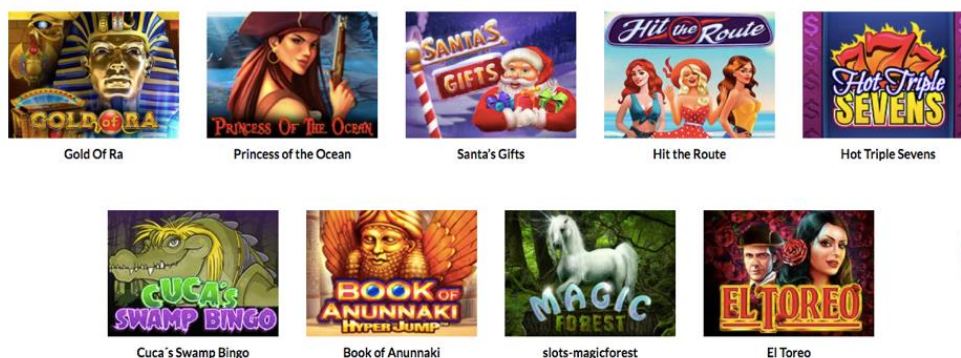 GOLD of RA
PRINCESS OF THE OCEAN
SANTA'S
GIFTS
Hit the Route
777
Hot Triple
SEVENS
Gold Of Ra
Princess of the Ocean
Santa's Gifts
Hit the Route
Hot Triple Sevens
CUCA's
SWAMP BINGO
BOOK OF
ANUNNAKI
HYPER JUMP
MAGIC
FOREST
EL TOREO
Cuca´s Swamp Bingo
Book of Anunnaki
slots-magicforest
El Toreo